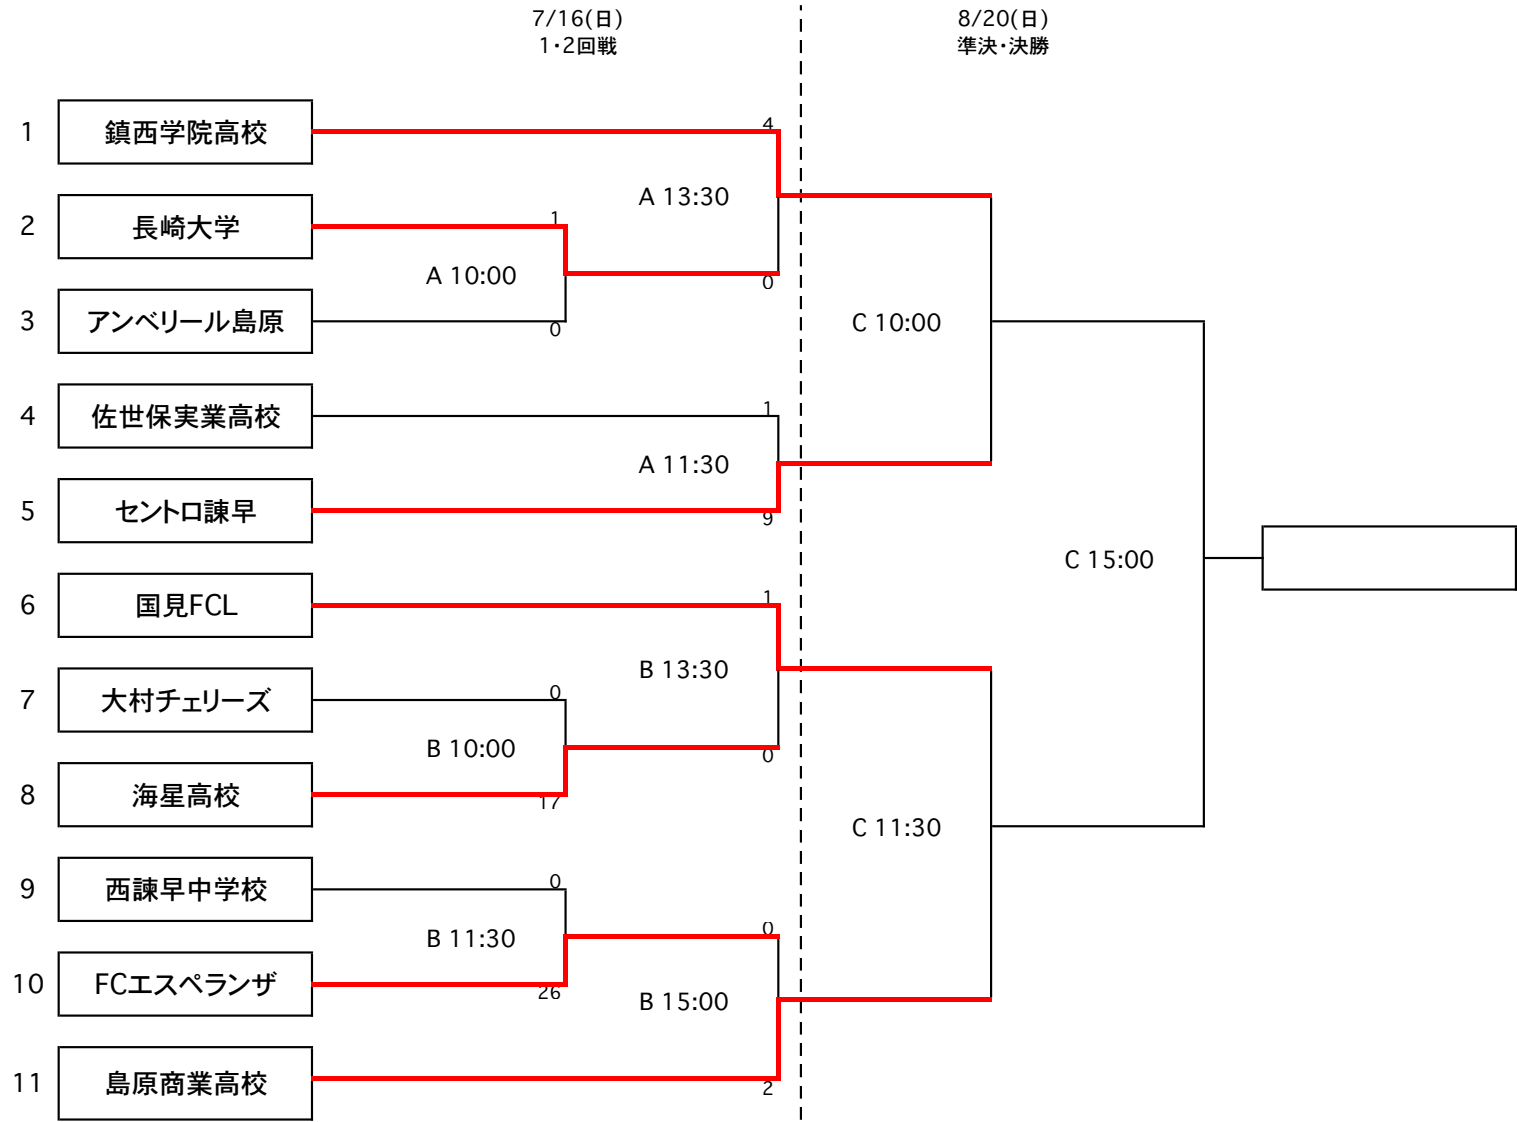 7/16(日)
1・2回戦
8/20(日)
準決・決勝
1 鎮西学院高校
4
A 13:30
2 長崎大学
1
A 10:00
0
3 アンベリール島原
0
C 10:00
4 佐世保実業高校
1
A 11:30
5 セントロ諫早
9
C 15:00
6 国見FCL
1
B 13:30
7 大村チェリーズ
0
B 10:00
0
8 海星高校
17
C 11:30
9 西諫早中学校
0
B 11:30
0
10 FCエスペランザ
26
B 15:00
11 島原商業高校
2